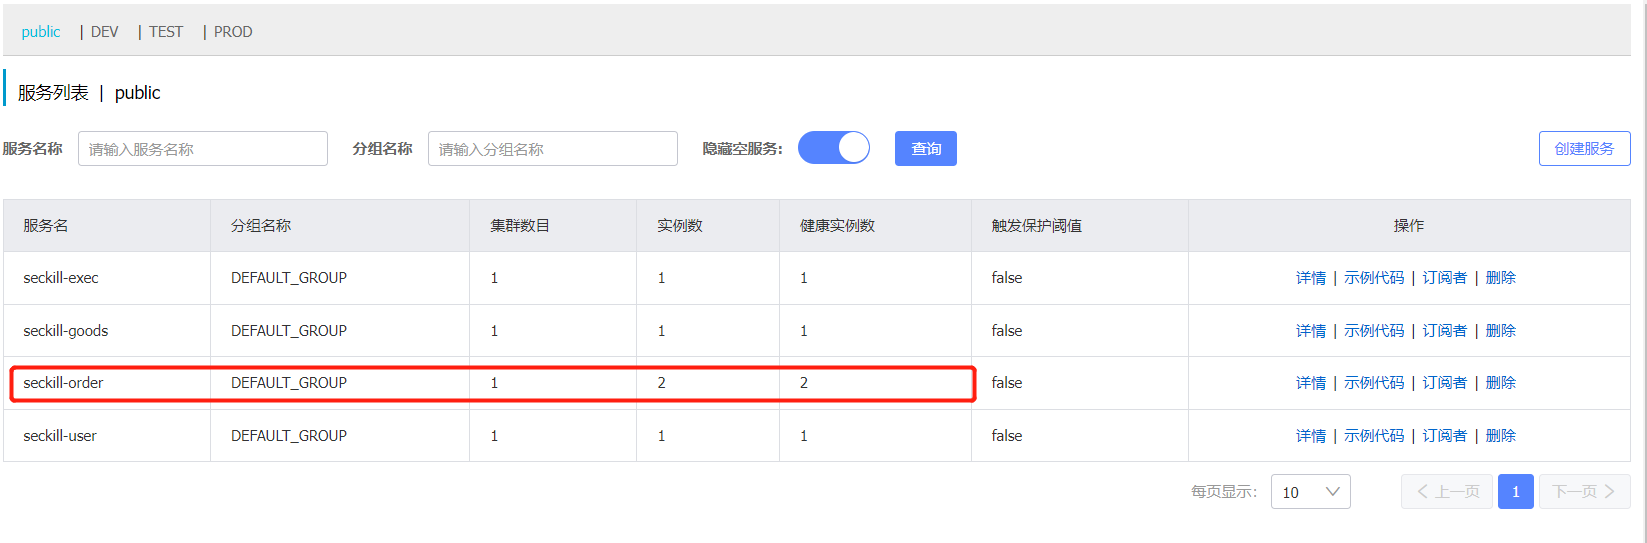 public | DEV | TEST | PROD
服务列表 | public
服务名称 请输入服务名称 分组名称 请输入分组名称 隐藏空服务: 查询 创建服务
服务名 分组名称 集群数目 实例数 健康实例数 触发保护阈值 操作
seckill-exec DEFAULT_GROUP 1 1 1 false 详情 | 示例代码 | 订阅者 | 删除
seckill-goods DEFAULT_GROUP 1 1 1 false 详情 | 示例代码 | 订阅者 | 删除
seckill-order DEFAULT_GROUP 1 2 2 false 详情 | 示例代码 | 订阅者 | 删除
seckill-user DEFAULT_GROUP 1 1 1 false 详情 | 示例代码 | 订阅者 | 删除
每页显示: 10 上一页 1 下一页